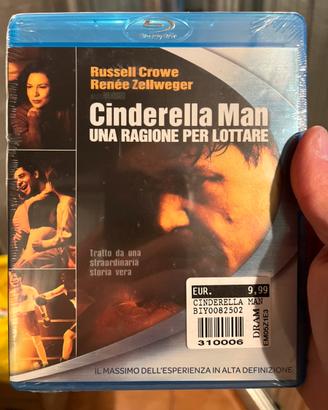 Blu-ray Disc
Russell Crowe
Renée Zellweger
Cinderella Man
UNA RAGIONE PER LOTTARE
Tratto da una
straordinaria
storia vera
EUR. 9,99
CINDERELLA MAN
BIY0082502
310006
DRAM
IL MASSIMO DELL'ESPERIENZA IN ALTA DEFINIZIONE